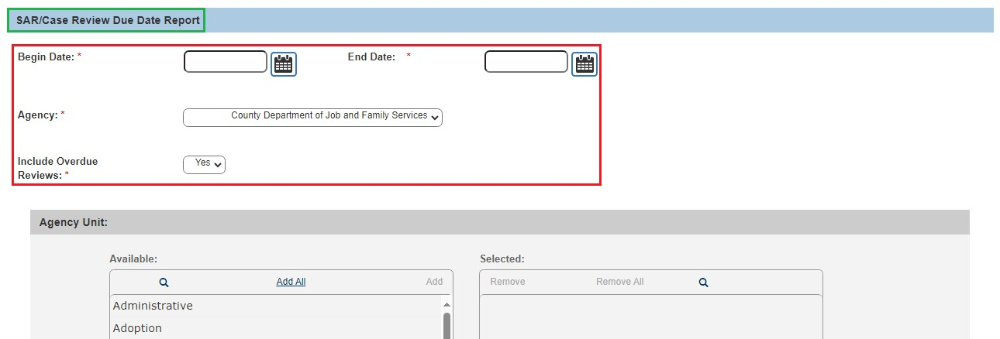 SAR/Case Review Due Date Report
Begin Date: *
End Date: *
Agency: *
County Department of Job and Family Services
Include Overdue
Reviews: *
Yes
Agency Unit:
Available:
Selected:
Add All
Add
Remove
Remove All
Administrative
Adoption